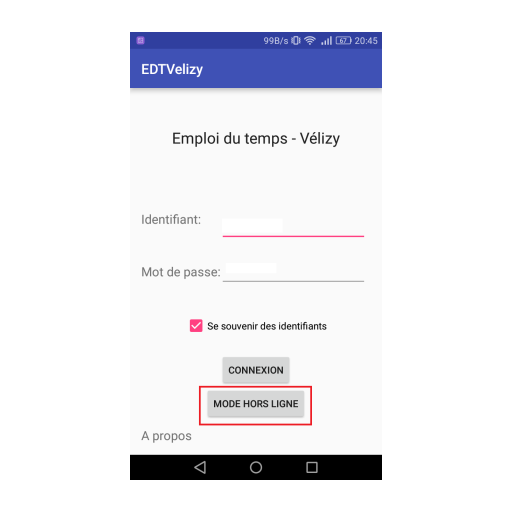 99B/s 67 20:45
EDTVelizy
Emploi du temps - Vélizy
Identifiant:
Mot de passe:
Se souvenir des identifiants
CONNEXION
MODE HORS LIGNE
A propos